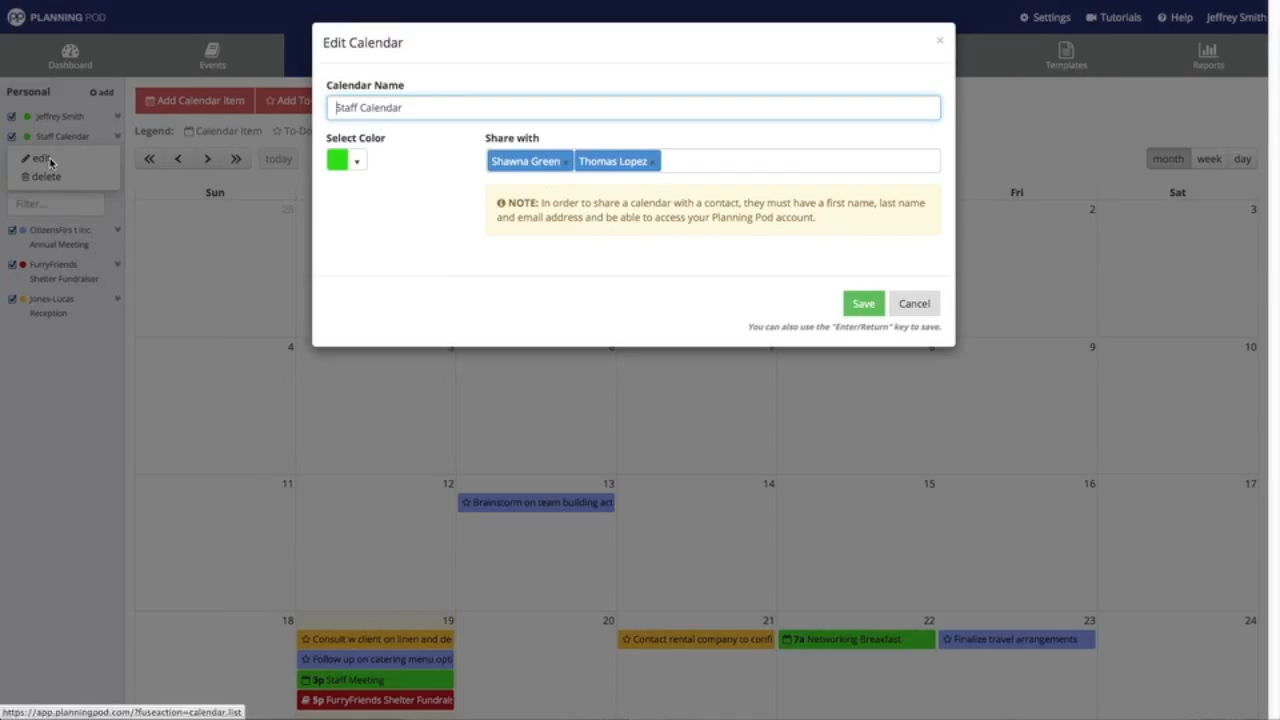 PLANNING POD
Settings
Tutorials
Help
Jeffrey Smith
Dashboard
Events
Templates
Reports
Edit Calendar
×
Calendar Name
Staff Calendar
Select Color
Share with
Shawna Green ×
Thomas Lopez ×
NOTE: In order to share a calendar with a contact, they must have a first name, last name
and email address and be able to access your Planning Pod account.
Save
Cancel
You can also use the "Enter/Return" key to save.
Personal
add
Jeffrey Smith
Staff Calendar
edit
delete
Filter...
CitizensFirst Inc.
Annual Meeting
FurryFriends
Shelter Fundraiser
Jones-Lucas
Reception
Add Calendar Item
Add To-
Legend:
Calendar Item
To-Do
today
month
week
day
Sun
Fri
Sat
28
2
3
4
9
10
11
12
13
14
15
16
17
Brainstorm on team building act
18
19
20
21
22
23
24
Consult w client on linen and de
Contact rental company to confi
7a Networking Breakfast
Finalize travel arrangements
Follow up on catering menu opti
3p Staff Meeting
5p FurryFriends Shelter Fundrais
https://app.planningpod.com/?fuseaction=calendar.list